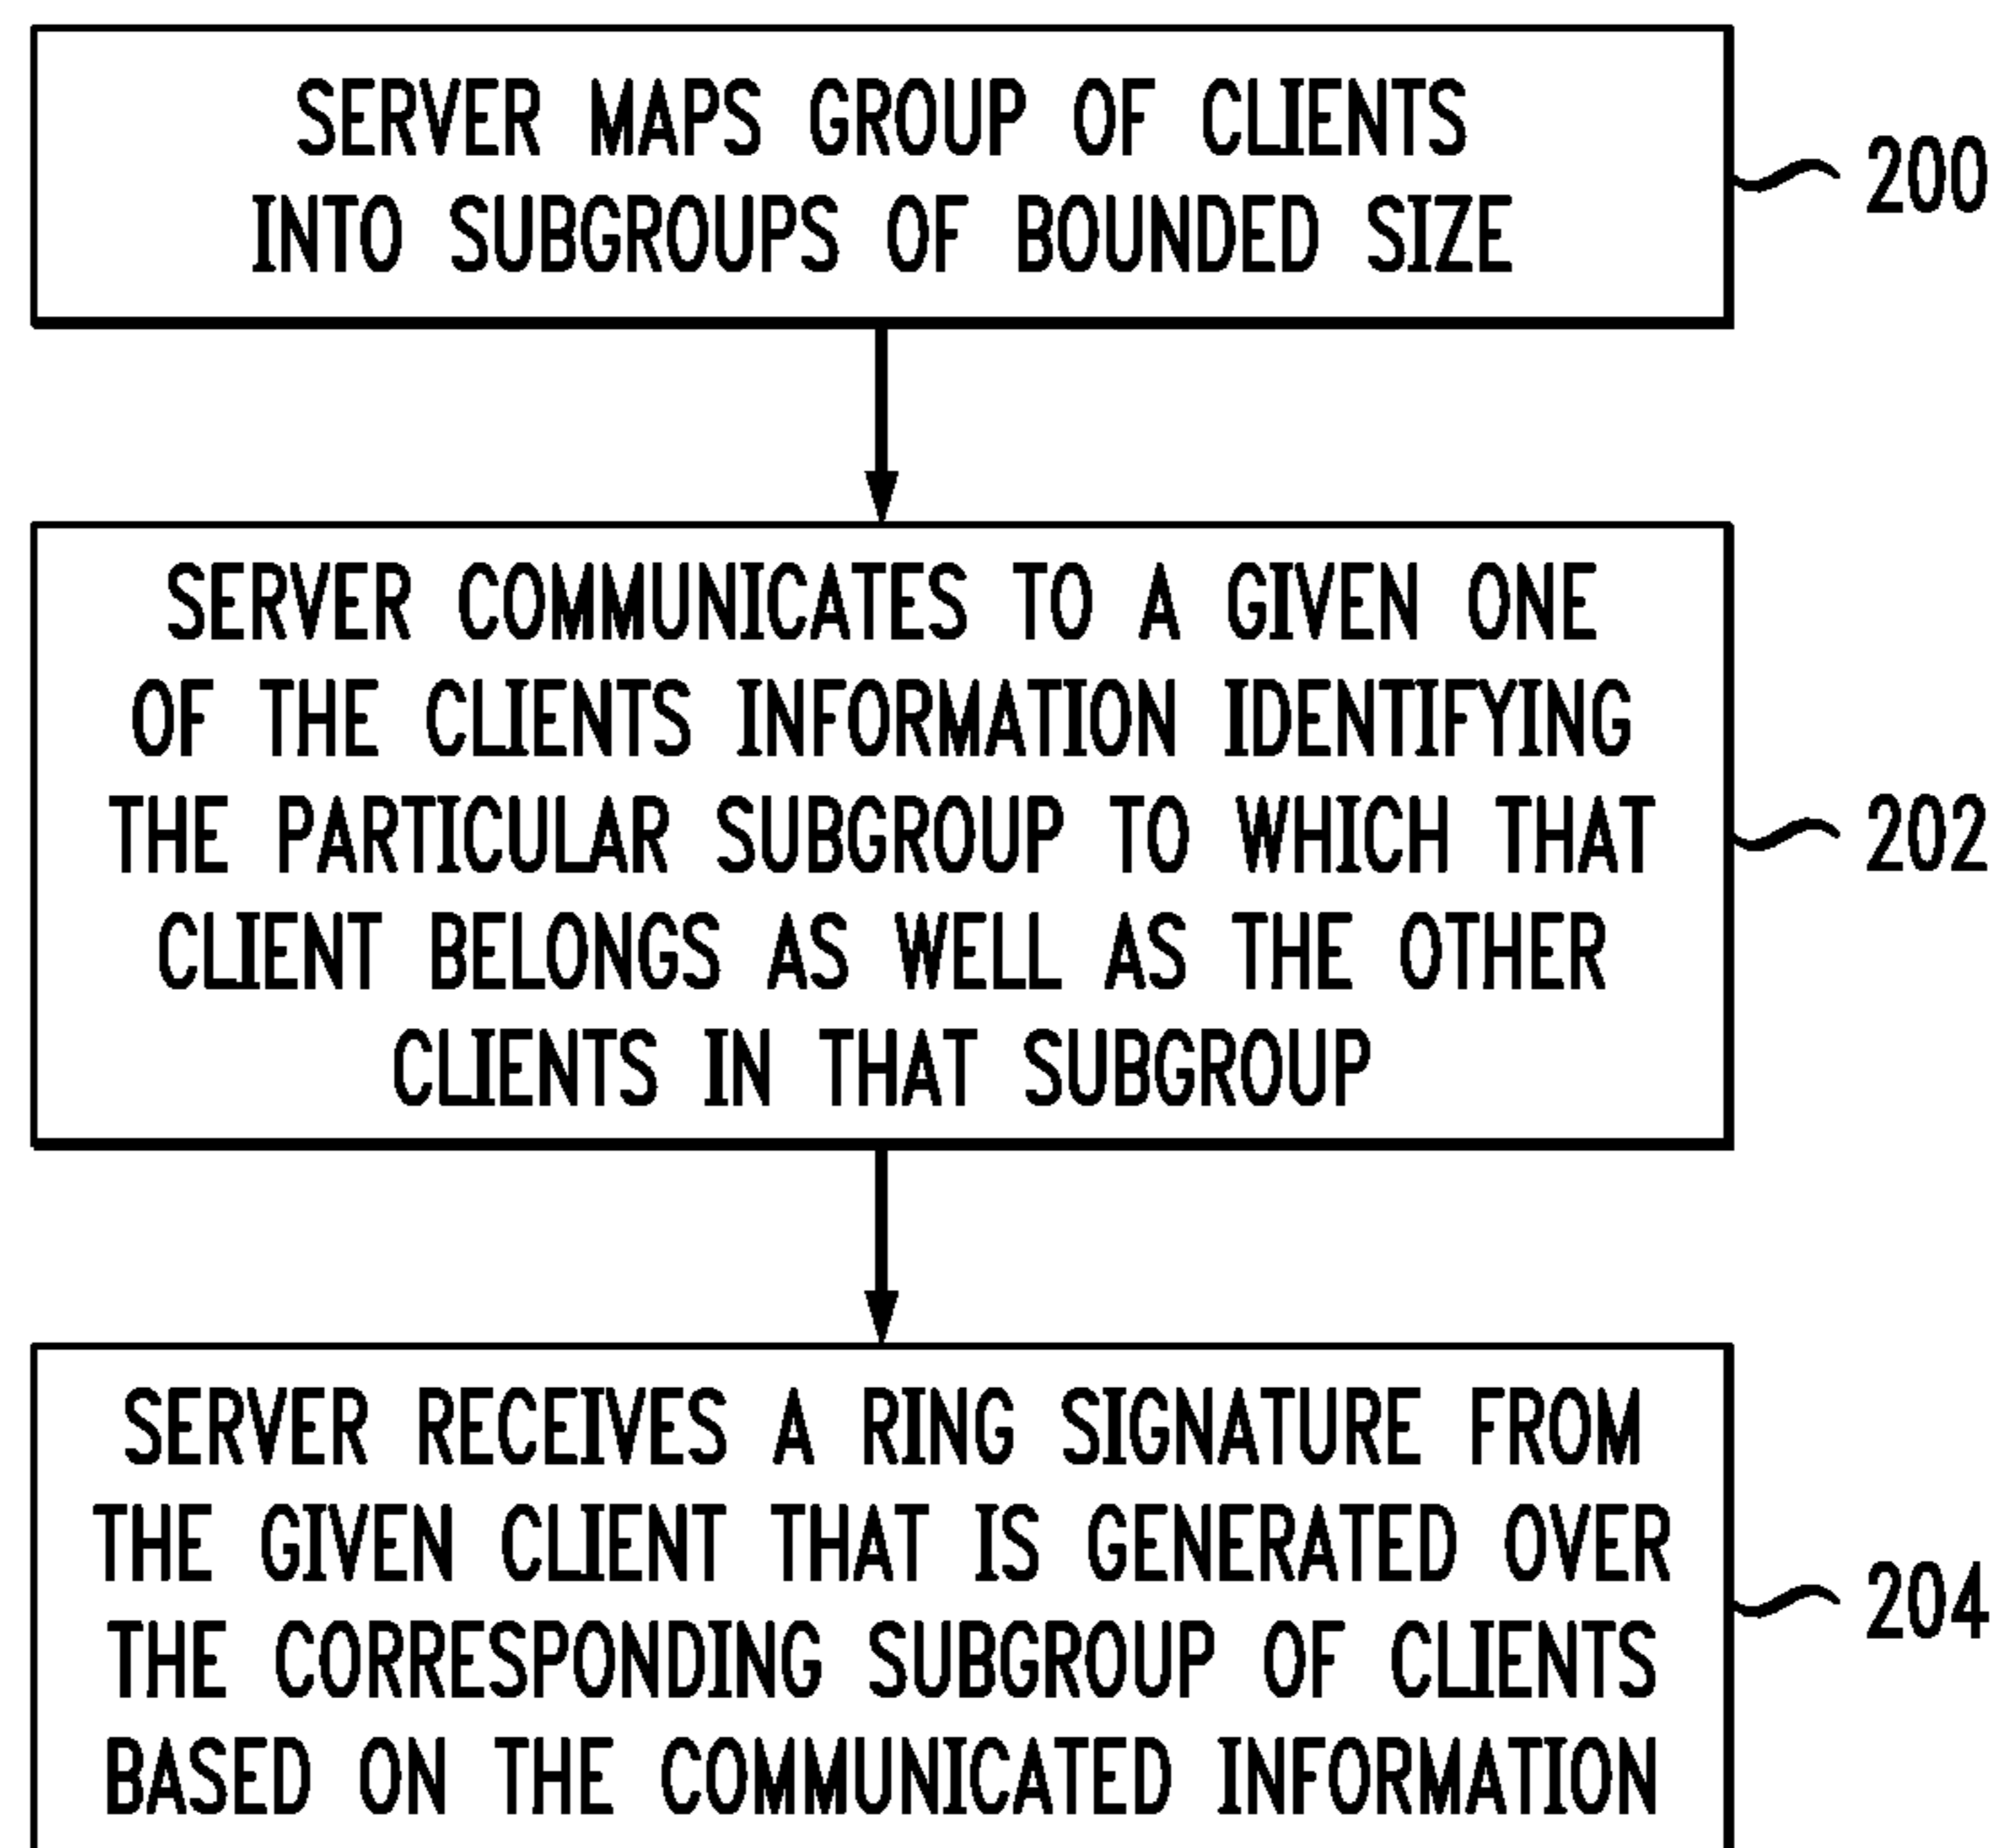 SERVER MAPS GROUP OF CLIENTS
INTO SUBGROUPS OF BOUNDED SIZE
200
SERVER COMMUNICATES TO A GIVEN ONE
OF THE CLIENTS INFORMATION IDENTIFYING
THE PARTICULAR SUBGROUP TO WHICH THAT
CLIENT BELONGS AS WELL AS THE OTHER
CLIENTS IN THAT SUBGROUP
202
SERVER RECEIVES A RING SIGNATURE FROM
THE GIVEN CLIENT THAT IS GENERATED OVER
THE CORRESPONDING SUBGROUP OF CLIENTS
BASED ON THE COMMUNICATED INFORMATION
204